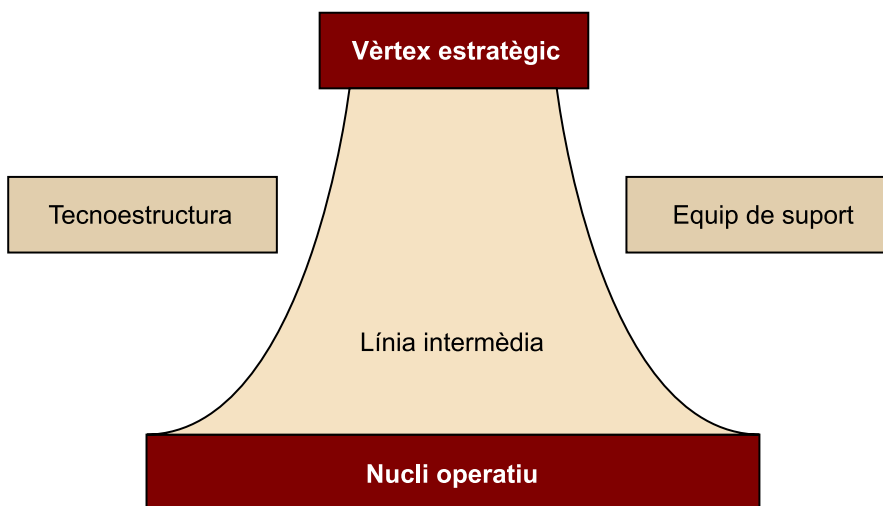 Vèrtex estratègic
Tecnoestructura
Equip de suport
Línia intermèdia
Nucli operatiu